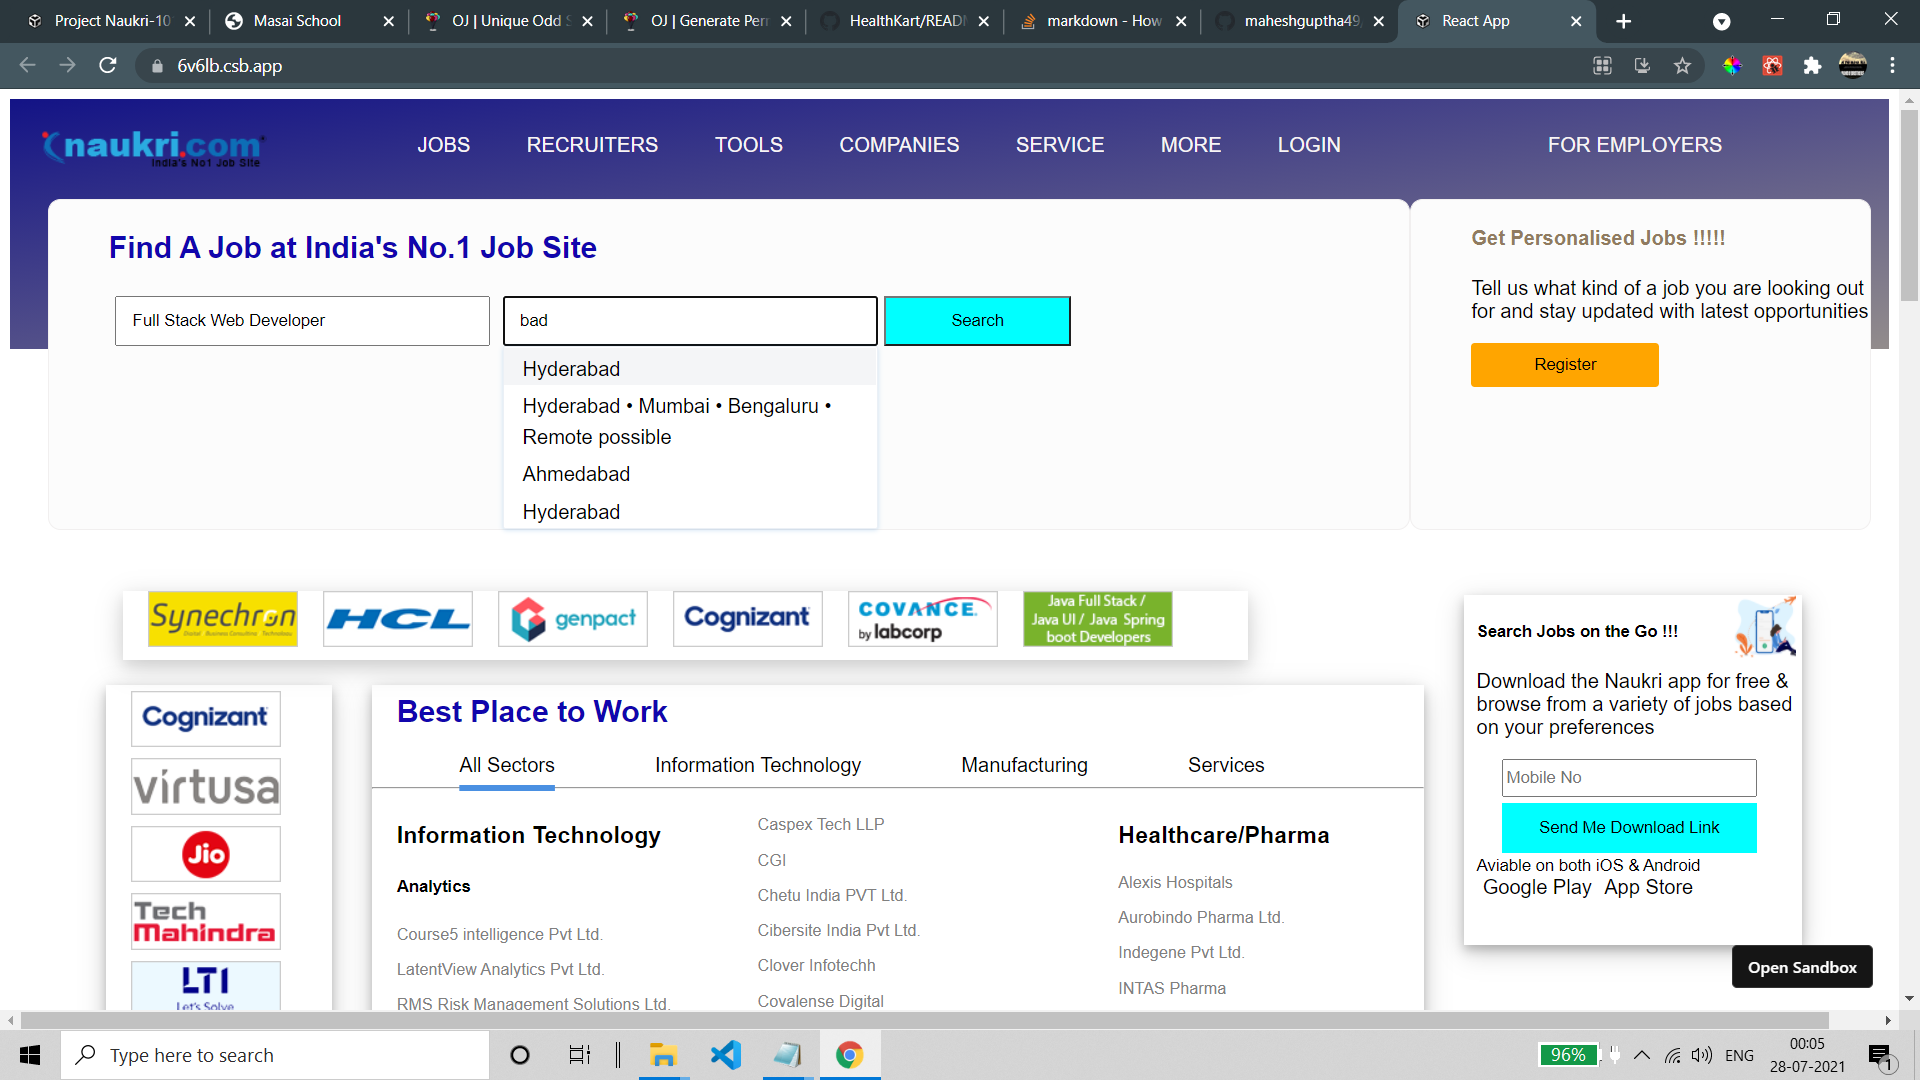 Project Naukri-10
Masai School
OJ | Unique Odd S
OJ | Generate Perm
HealthKart/READM
markdown - How
maheshguptha49
React App
6v6lb.csb.app
naukri.com
India's No1 Job Site
JOBS
RECRUITERS
TOOLS
COMPANIES
SERVICE
MORE
LOGIN
FOR EMPLOYERS
Find A Job at India's No.1 Job Site
Full Stack Web Developer
bad
Search
Hyderabad
Hyderabad • Mumbai • Bengaluru •
Remote possible
Ahmedabad
Hyderabad
Get Personalised Jobs !!!!!
Tell us what kind of a job you are looking out
for and stay updated with latest opportunities
Register
Synechron
HCL
genpact
Cognizant
COVANCE
by labcorp
Java Full Stack /
Java UI / Java Spring
boot Developers
Cognizant
virtusa
Jio
Tech
Mahindra
LTI
Let's Solve
Best Place to Work
All Sectors
Information Technology
Manufacturing
Services
Information Technology
Analytics
Course5 intelligence Pvt Ltd.
LatentView Analytics Pvt Ltd.
RMS Risk Management Solutions Ltd.
Caspex Tech LLP
CGI
Chetu India PVT Ltd.
Cibersite India Pvt Ltd.
Clover Infotechh
Covalense Digital
Healthcare/Pharma
Alexis Hospitals
Aurobindo Pharma Ltd.
Indegene Pvt Ltd.
INTAS Pharma
Search Jobs on the Go !!!
Download the Naukri app for free &
browse from a variety of jobs based
on your preferences
Mobile No
Send Me Download Link
Aviable on both iOS & Android
Google Play App Store
Open Sandbox
Type here to search
96%
ENG
00:05
28-07-2021
1